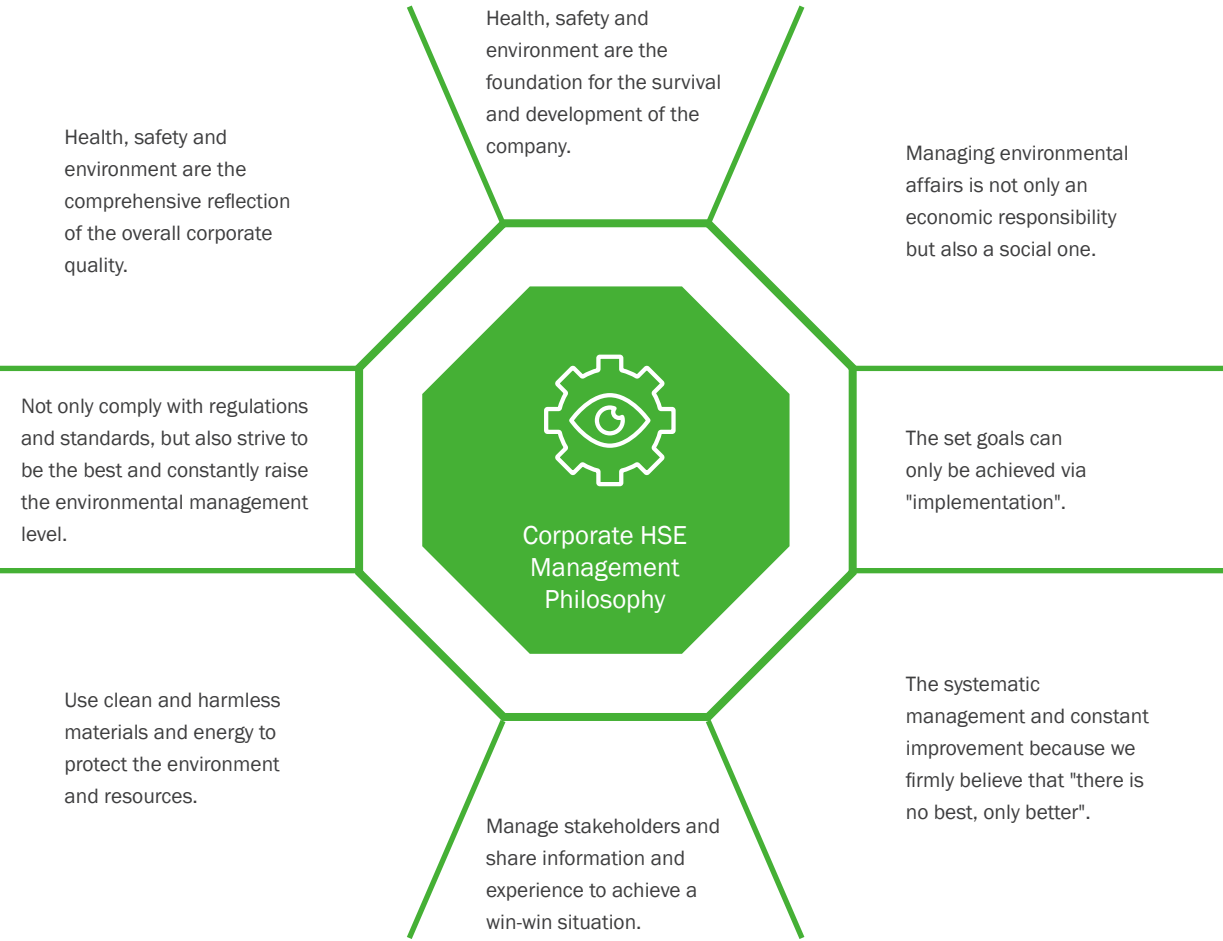 Health, safety and
environment are the
foundation for the survival
and development of the
company.
Managing environmental
affairs is not only an
economic responsibility
but also a social one.
The set goals can
only be achieved via
"implementation".
The systematic
management and constant
improvement because we
firmly believe that "there is
no best, only better".
Manage stakeholders and
share information and
experience to achieve a
win-win situation.
Use clean and harmless
materials and energy to
protect the environment
and resources.
Not only comply with regulations
and standards, but also strive to
be the best and constantly raise
the environmental management
level.
Health, safety and
environment are the
comprehensive reflection
of the overall corporate
quality.
Corporate HSE
Management
Philosophy